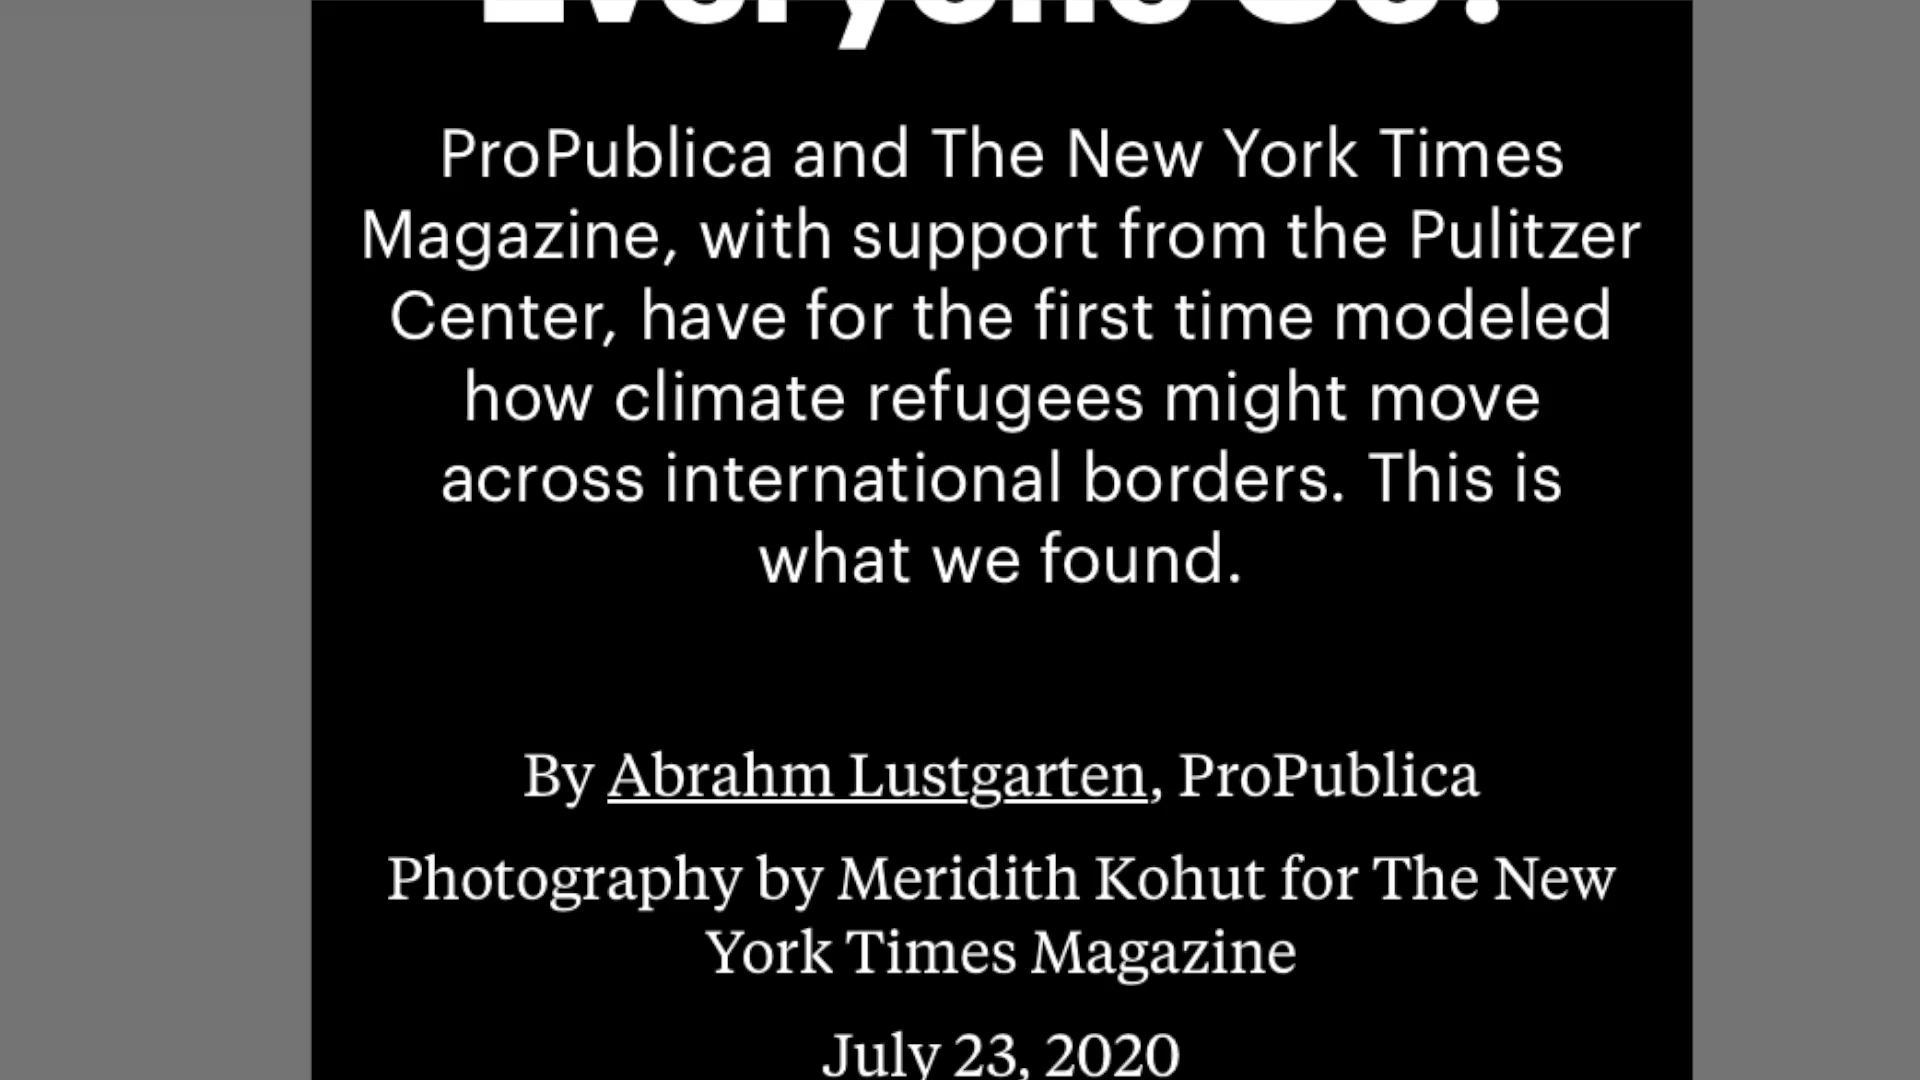 Everyone Go?
ProPublica and The New York Times
Magazine, with support from the Pulitzer
Center, have for the first time modeled
how climate refugees might move
across international borders. This is
what we found.
By Abrahm Lustgarten, ProPublica
Photography by Meridith Kohut for The New
York Times Magazine
July 23, 2020